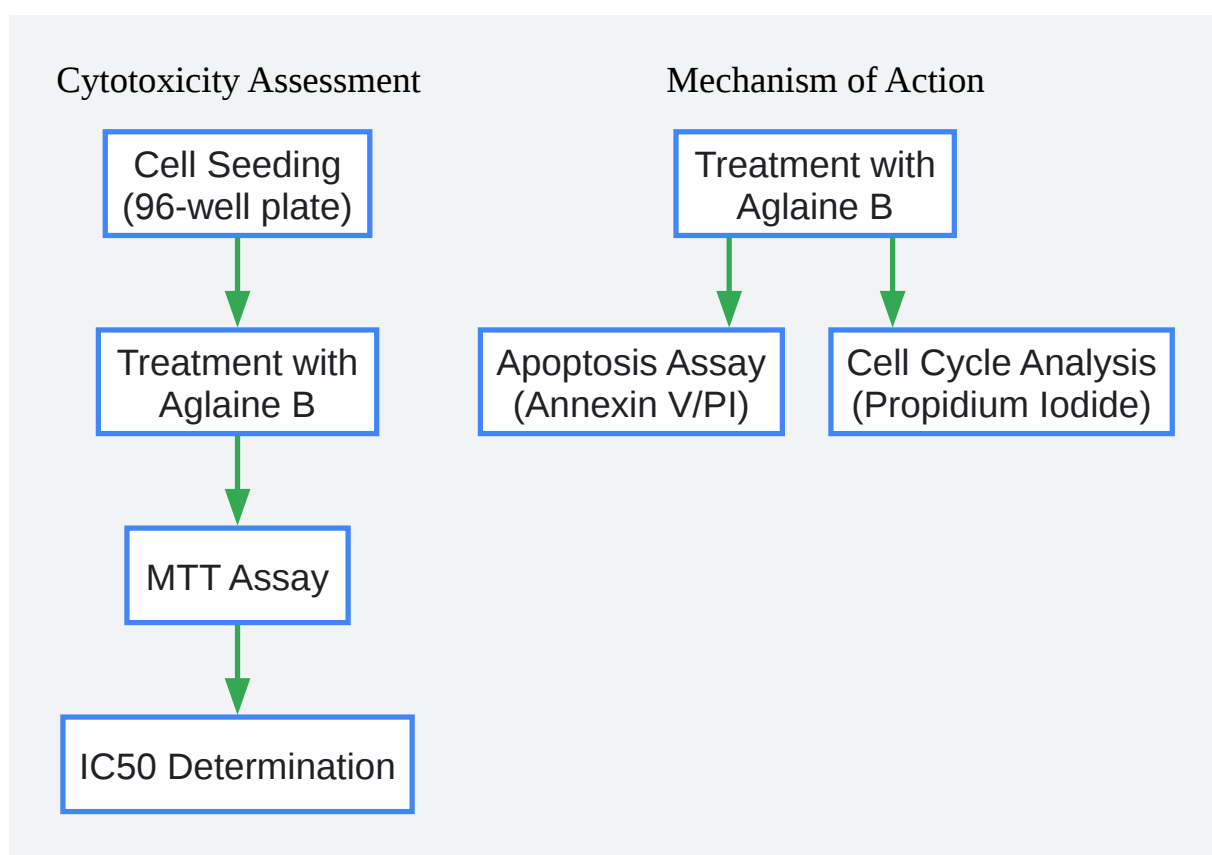 Cytotoxicity Assessment
Cell Seeding
(96-well plate)
Treatment with
Aglaine B
MTT Assay
IC50 Determination
Mechanism of Action
Treatment with
Aglaine B
Apoptosis Assay
(Annexin V/PI)
Cell Cycle Analysis
(Propidium Iodide)